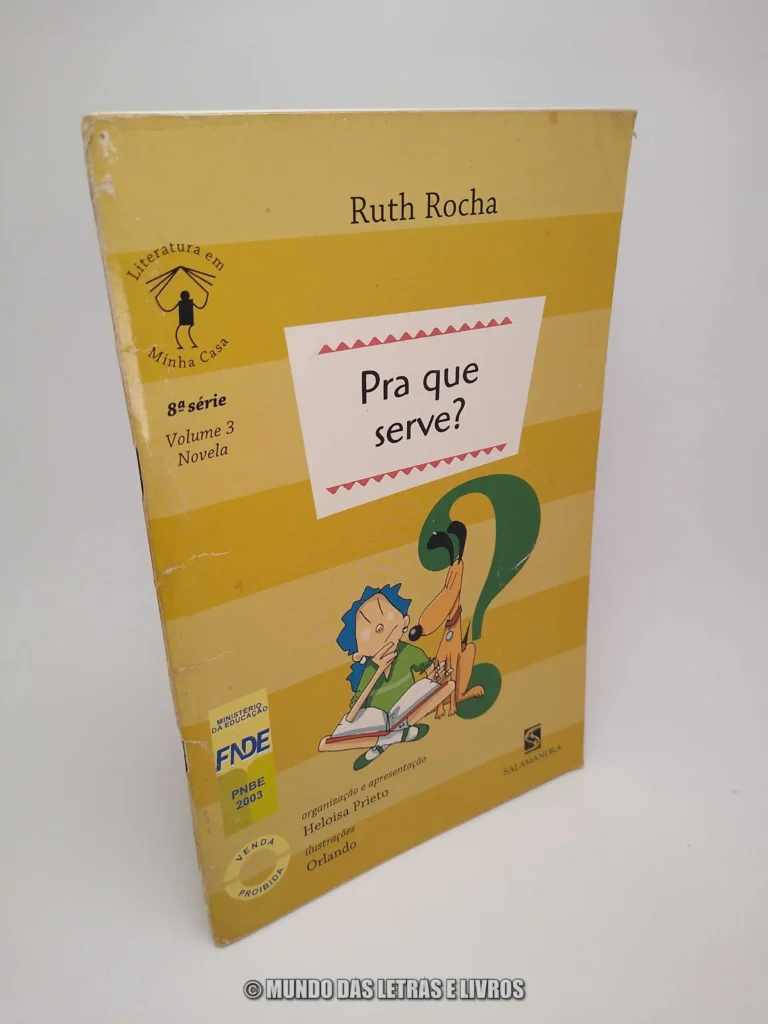 Ruth Rocha
Literatura em
Minha Casa
8ª série
Volume 3
Novela
Pra que
serve?
?
MINISTÉRIO
DA EDUCAÇÃO
FNDE
PNBE
2003
VENDA
PROIBIDA
organização e apresentação
Heloisa Prieto
ilustrações
Orlando
S
SALAMANDRA
© MUNDO DAS LETRAS E LIVROS